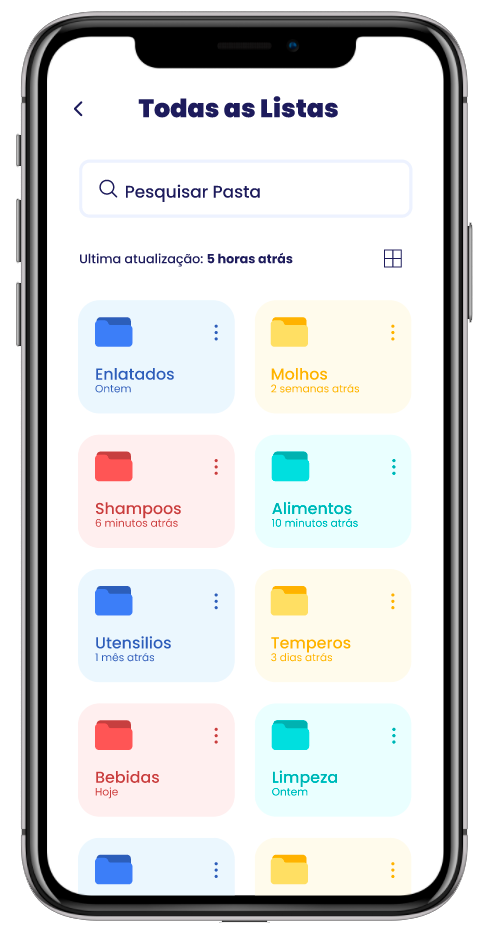 Todas as Listas
Pesquisar Pasta
Ultima atualização: 5 horas atrás
Enlatados
Ontem
Molhos
2 semanas atrás
Shampoos
6 minutos atrás
Alimentos
10 minutos atrás
Utensilios
1 mês atrás
Temperos
3 dias atrás
Bebidas
Hoje
Limpeza
Ontem